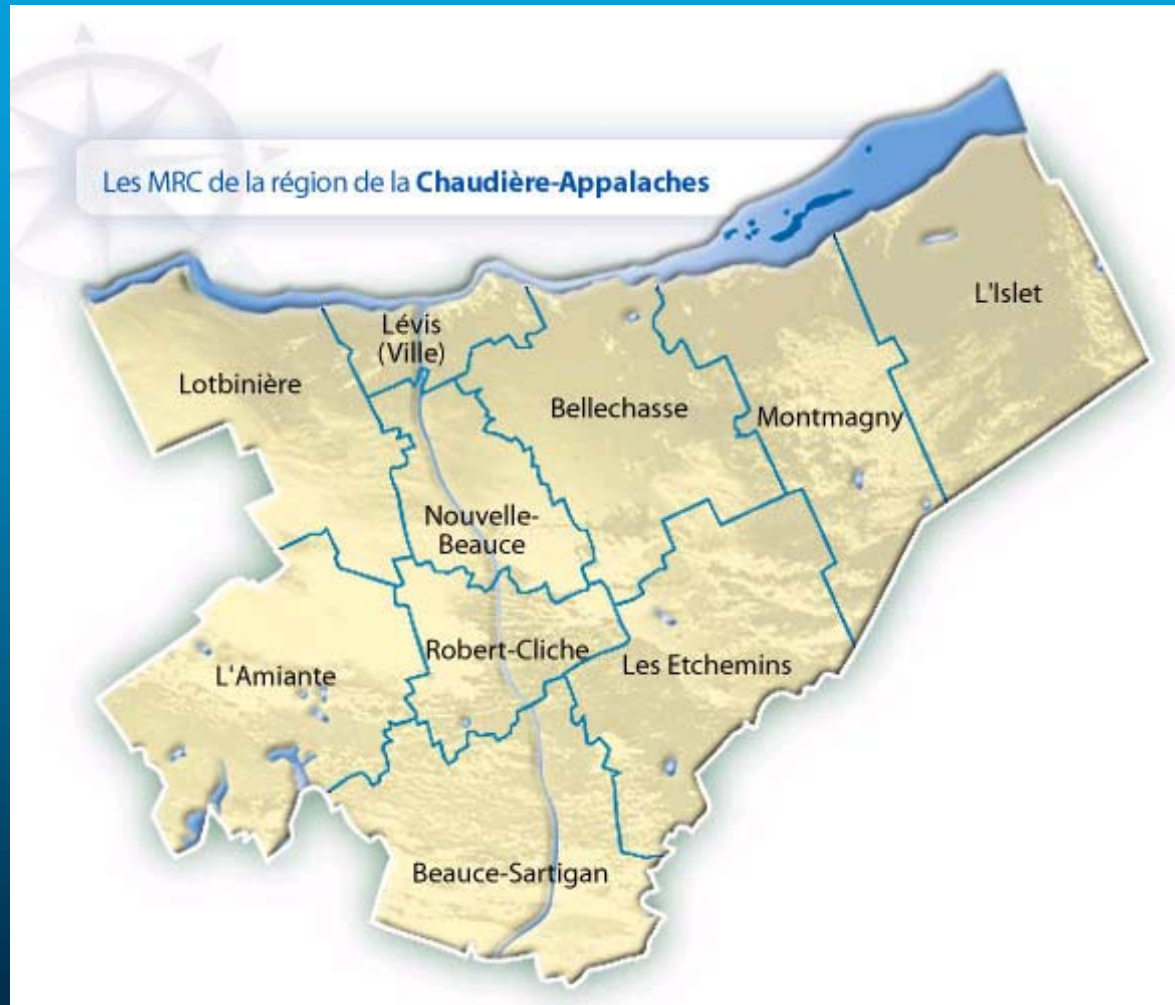 Les MRC de la région de la Chaudière-Appalaches
L'Islet
Lévis
(Ville)
Lotbinière
Bellechasse
Montmagny
Nouvelle-
Beauce
Robert-Cliche
Les Etchemins
L'Amiante
Beauce-Sartigan